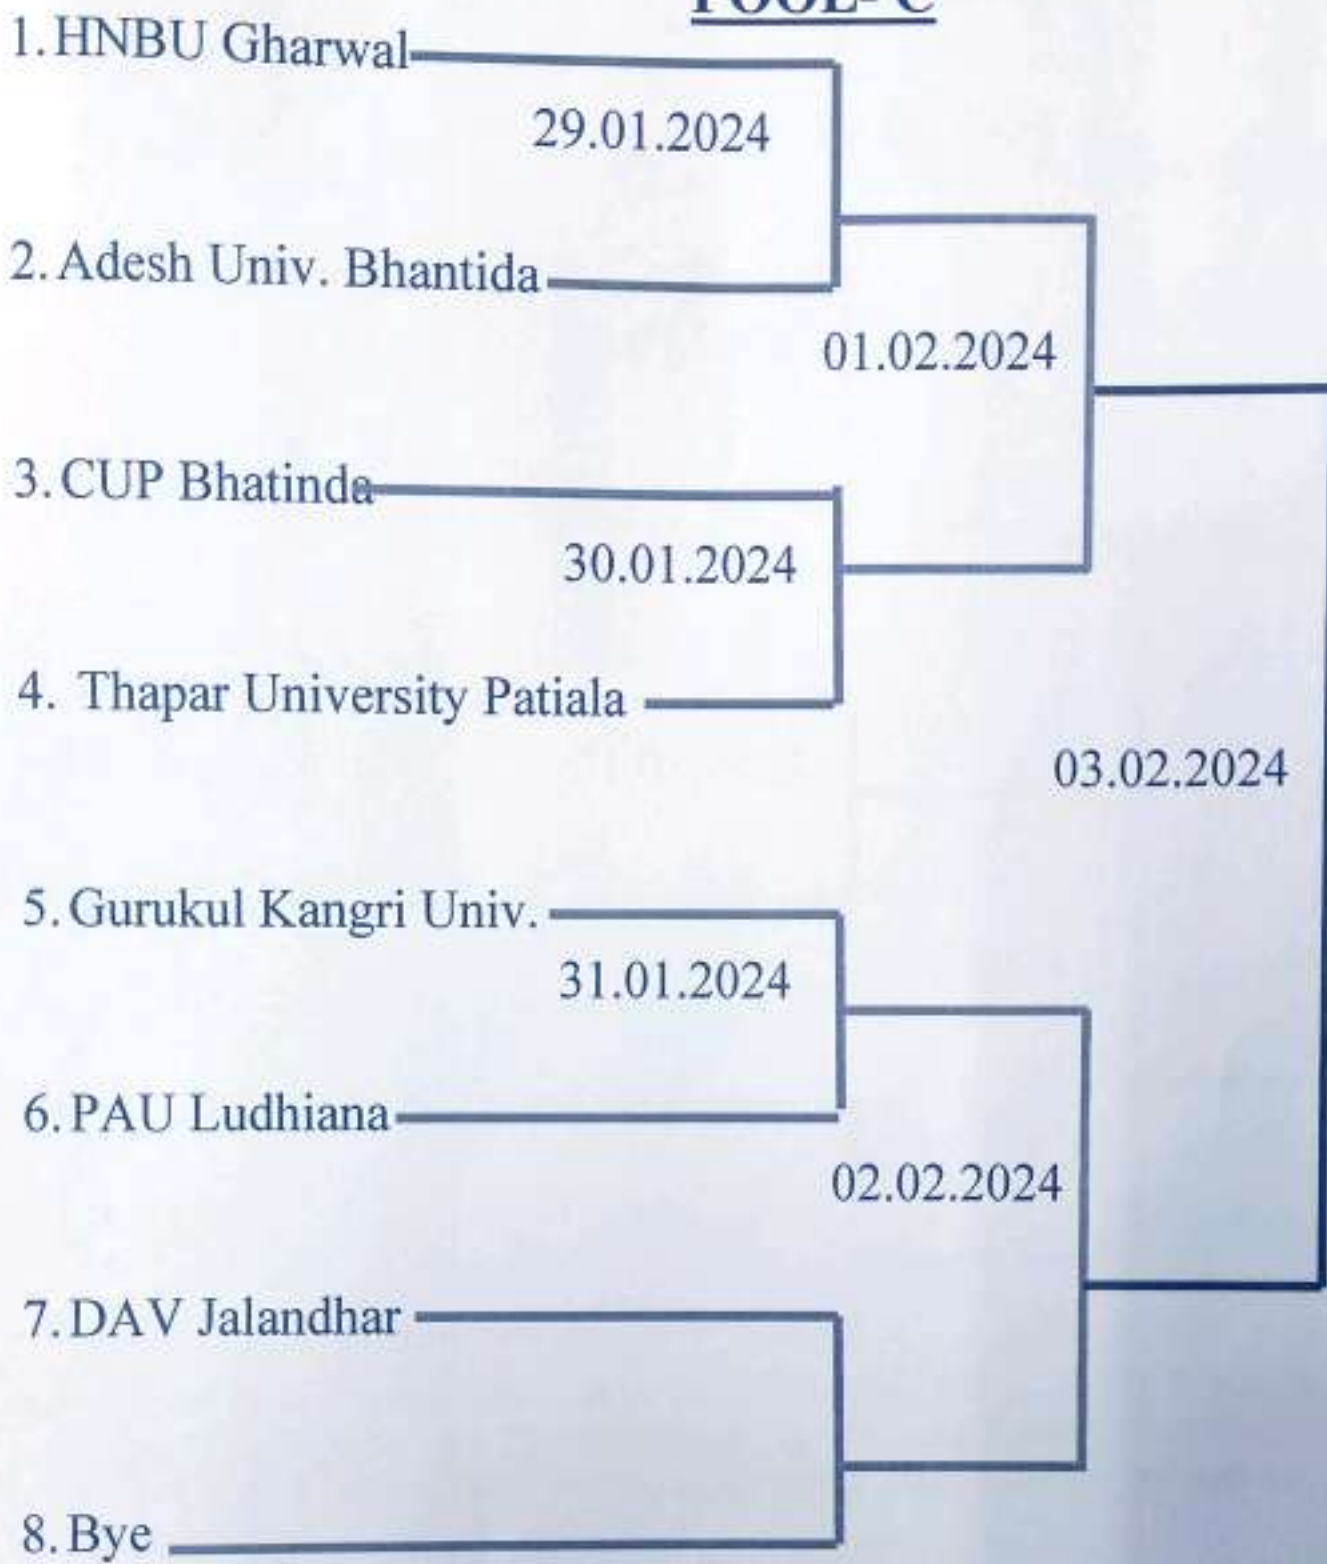 POOL- C
1. HNBU Gharwal
29.01.2024
2. Adesh Univ. Bhantida
01.02.2024
3. CUP Bhatinda
30.01.2024
4. Thapar University Patiala
03.02.2024
5. Gurukul Kangri Univ.
31.01.2024
6. PAU Ludhiana
02.02.2024
7. DAV Jalandhar
8. Bye